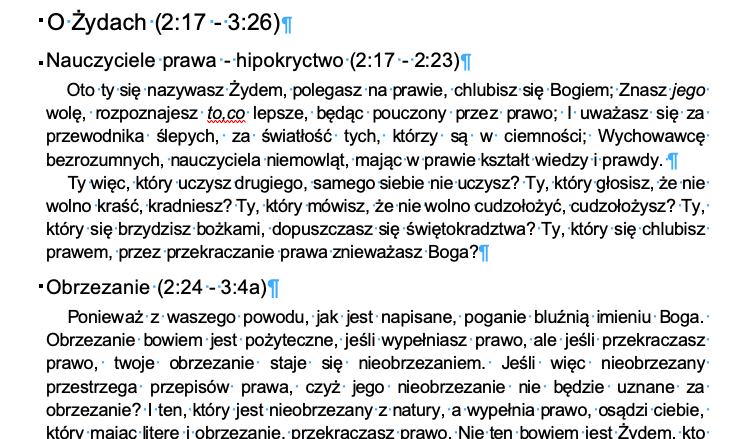 O Żydach (2:17 - 3:26)¶
Nauczyciele prawa - hipokryctwo (2:17 - 2:23)¶
Oto ty się nazywasz Żydem, polegasz na prawie, chlubisz się Bogiem; Znasz jego
wolę, rozpoznajesz to,co lepsze, będąc pouczony przez prawo; I uważasz się za
przewodnika ślepych, za światłość tych, którzy są w ciemności; Wychowawcę
bezrozumnych, nauczyciela niemowląt, mając w prawie kształt wiedzy i prawdy. ¶
Ty więc, który uczysz drugiego, samego siebie nie uczysz? Ty, który głosisz, że nie
wolno kraść, kradniesz? Ty, który mówisz, że nie wolno cudzołożyć, cudzołożysz? Ty,
który się brzydzisz bożkami, dopuszczasz się świętokradztwa? Ty, który się chlubisz
prawem, przez przekraczanie prawa znieważasz Boga?¶
Obrzezanie (2:24 - 3:4a)¶
Ponieważ z waszego powodu, jak jest napisane, poganie bluźnią imieniu Boga.
Obrzezanie bowiem jest pożyteczne, jeśli wypełniasz prawo, ale jeśli przekraczasz
prawo, twoje obrzezanie staje się nieobrzezaniem. Jeśli więc nieobrzezany
przestrzega przepisów prawa, czyż jego nieobrzezanie nie będzie uznane za
obrzezanie? I ten, który jest nieobrzezany z natury, a wypełnia prawo, osądzi ciebie,
który mając literę i obrzezanie, przekraczasz prawo. Nie ten bowiem jest Żydem, kto